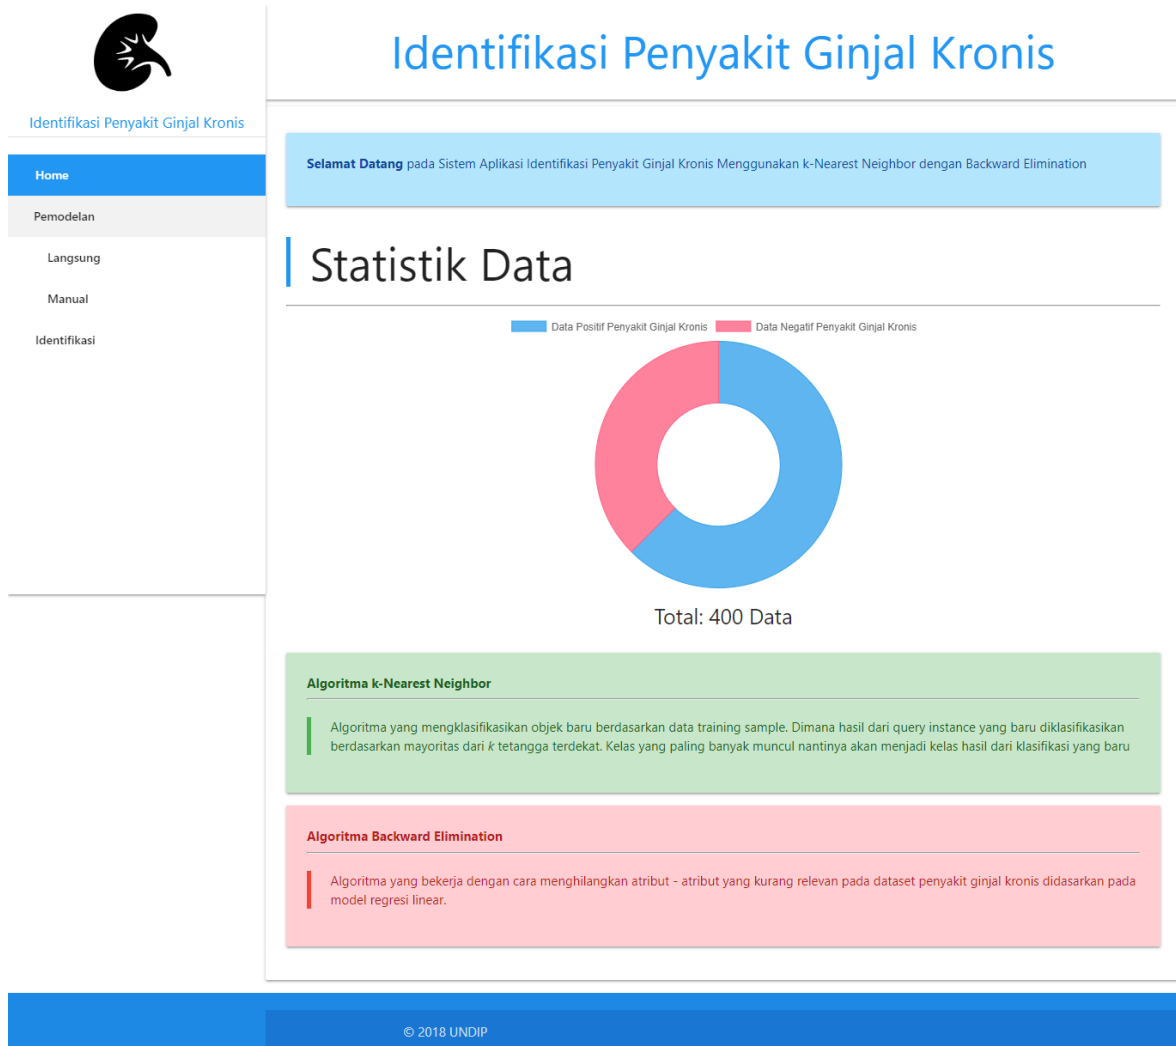 Identifikasi Penyakit Ginjal Kronis
Identifikasi Penyakit Ginjal Kronis
Home
Pemodelan
Langsung
Manual
Identifikasi
Selamat Datang pada Sistem Aplikasi Identifikasi Penyakit Ginjal Kronis Menggunakan k-Nearest Neighbor dengan Backward Elimination
Statistik Data
Data Positif Penyakit Ginjal Kronis Data Negatif Penyakit Ginjal Kronis
Total: 400 Data
Algoritma k-Nearest Neighbor
Algoritma yang mengklasifikasikan objek baru berdasarkan data training sample. Dimana hasil dari query instance yang baru diklasifikasikan
berdasarkan mayoritas dari k tetangga terdekat. Kelas yang paling banyak muncul nantinya akan menjadi kelas hasil dari klasifikasi yang baru
Algoritma Backward Elimination
Algoritma yang bekerja dengan cara menghilangkan atribut - atribut yang kurang relevan pada dataset penyakit ginjal kronis didasarkan pada
model regresi linear.
© 2018 UNDIP